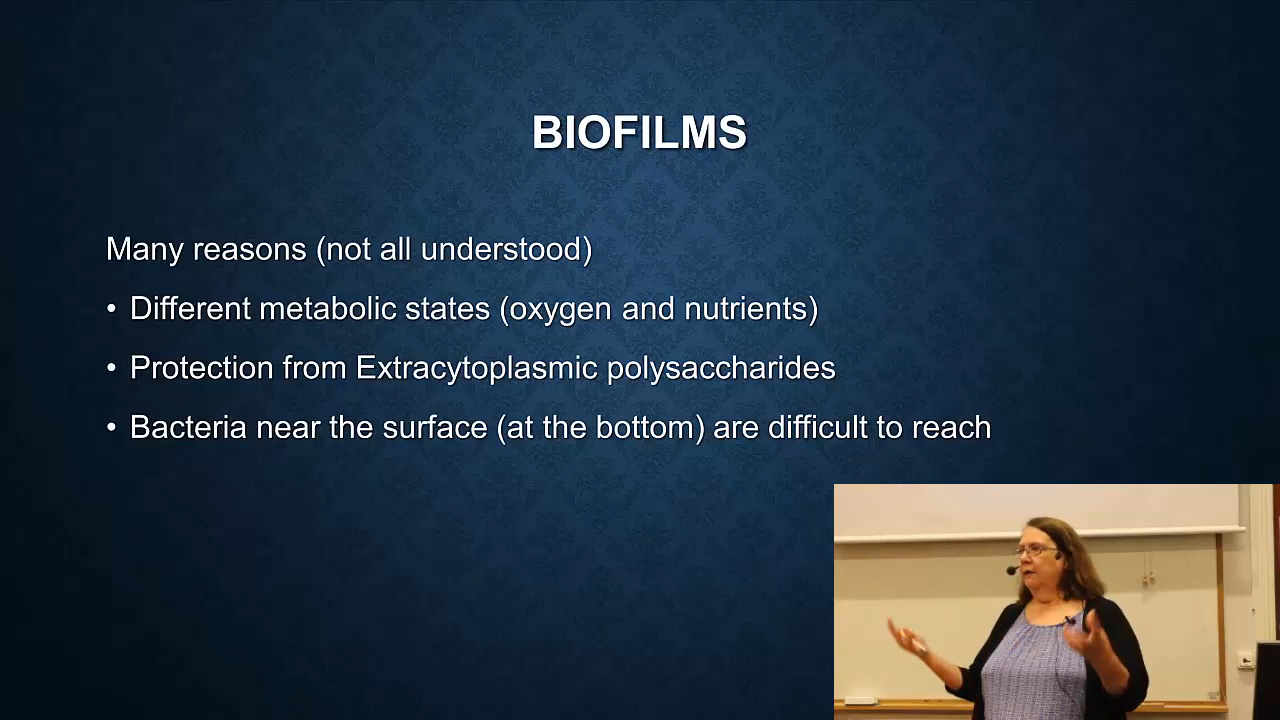 BIOFILMS
Many reasons (not all understood)
• Different metabolic states (oxygen and nutrients)
• Protection from Extracytoplasmic polysaccharides
• Bacteria near the surface (at the bottom) are difficult to reach